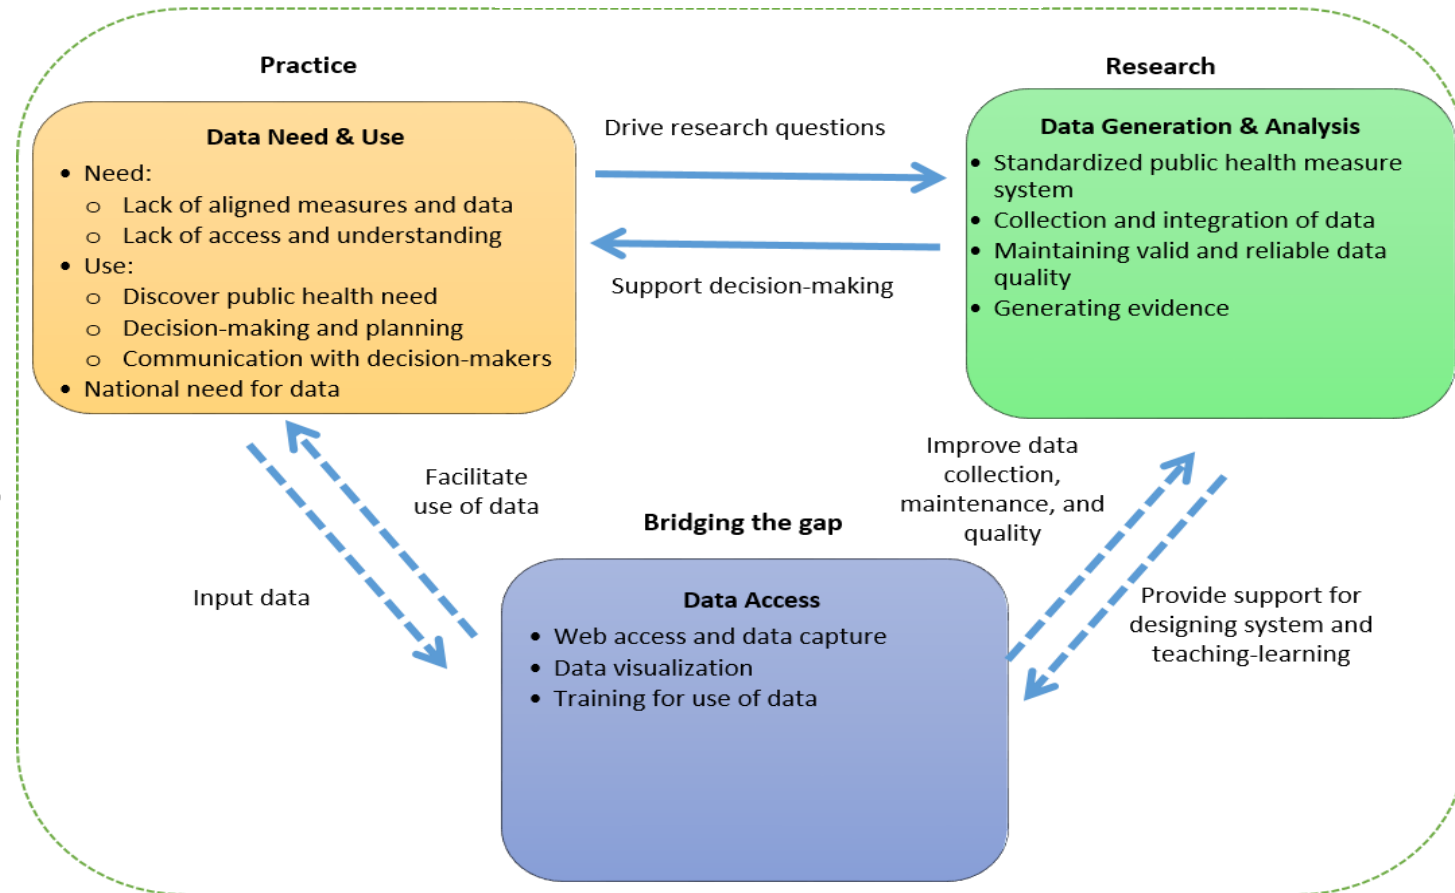 Practice
Data Need & Use
• Need:
o Lack of aligned measures and data
o Lack of access and understanding
• Use:
o Discover public health need
o Decision-making and planning
o Communication with decision-makers
• National need for data
Drive research questions
Support decision-making
Research
Data Generation & Analysis
• Standardized public health measure
system
• Collection and integration of data
• Maintaining valid and reliable data
quality
• Generating evidence
Facilitate
use of data
Input data
Improve data
collection,
maintenance, and
quality
Provide support for
designing system and
teaching-learning
Bridging the gap
Data Access
• Web access and data capture
• Data visualization
• Training for use of data